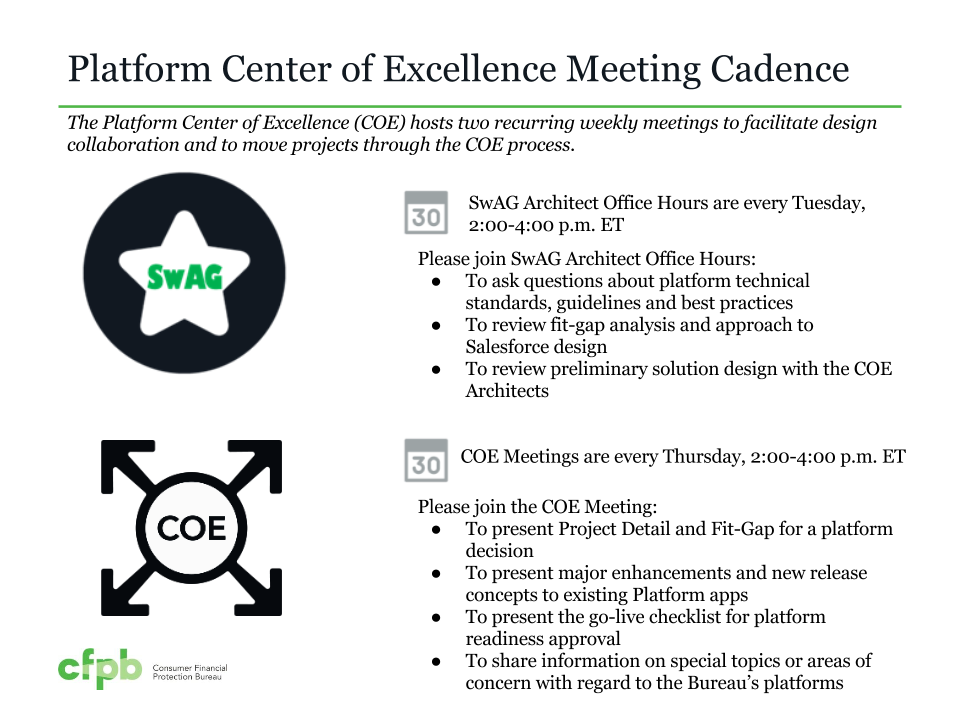 Platform Center of Excellence Meeting Cadence
The Platform Center of Excellence (COE) hosts two recurring weekly meetings to facilitate design
collaboration and to move projects through the COE process.
SwAG
30
SwAG Architect Office Hours are every Tuesday,
2:00-4:00 p.m. ET
Please join SwAG Architect Office Hours:
● To ask questions about platform technical
standards, guidelines and best practices
● To review fit-gap analysis and approach to
Salesforce design
● To review preliminary solution design with the COE
Architects
COE
30
COE Meetings are every Thursday, 2:00-4:00 p.m. ET
Please join the COE Meeting:
● To present Project Detail and Fit-Gap for a platform
decision
● To present major enhancements and new release
concepts to existing Platform apps
● To present the go-live checklist for platform
readiness approval
● To share information on special topics or areas of
concern with regard to the Bureau’s platforms
cfpb
Consumer Financial
Protection Bureau